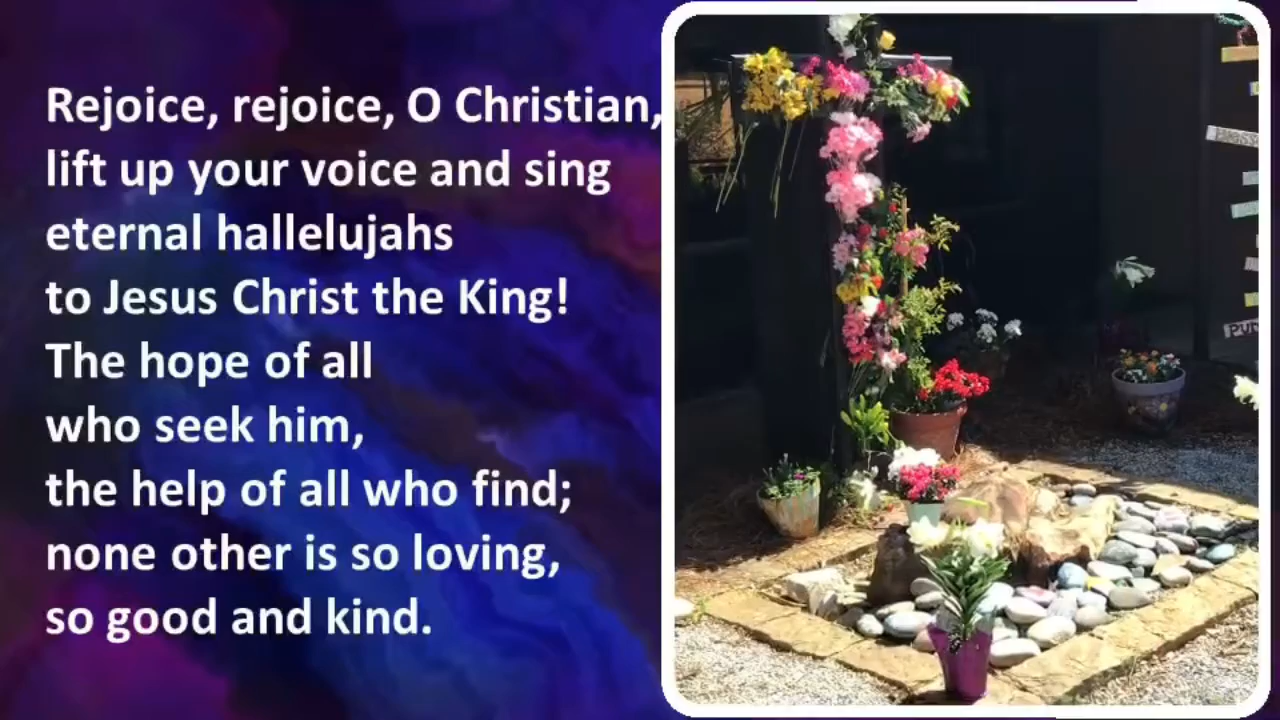 Rejoice, rejoice, O Christian,
lift up your voice and sing
eternal hallelujahs
to Jesus Christ the King!
The hope of all
who seek him,
the help of all who find;
none other is so loving,
so good and kind.